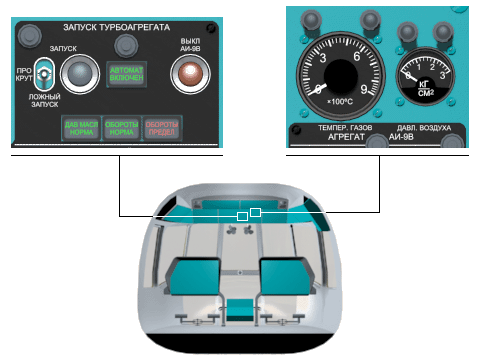 ЗАПУСК ТУРБОАГРЕГАТА
ЗАПУСК
ВЫКЛ
АИ-9В
ПРО
КРУТ
АВТОМАТ
ВКЛЮЧЕН
ЛОЖНЫЙ
ЗАПУСК
ДАВ МАСЛ
НОРМА
ОБОРОТЫ
НОРМА
ОБОРОТЫ
ПРЕДЕЛ
0 3 6 9
×100°C
0 1 2 3
КГ
СМ2
ТЕМПЕР. ГАЗОВ ДАВЛ. ВОЗДУХА
АГРЕГАТ АИ-9В